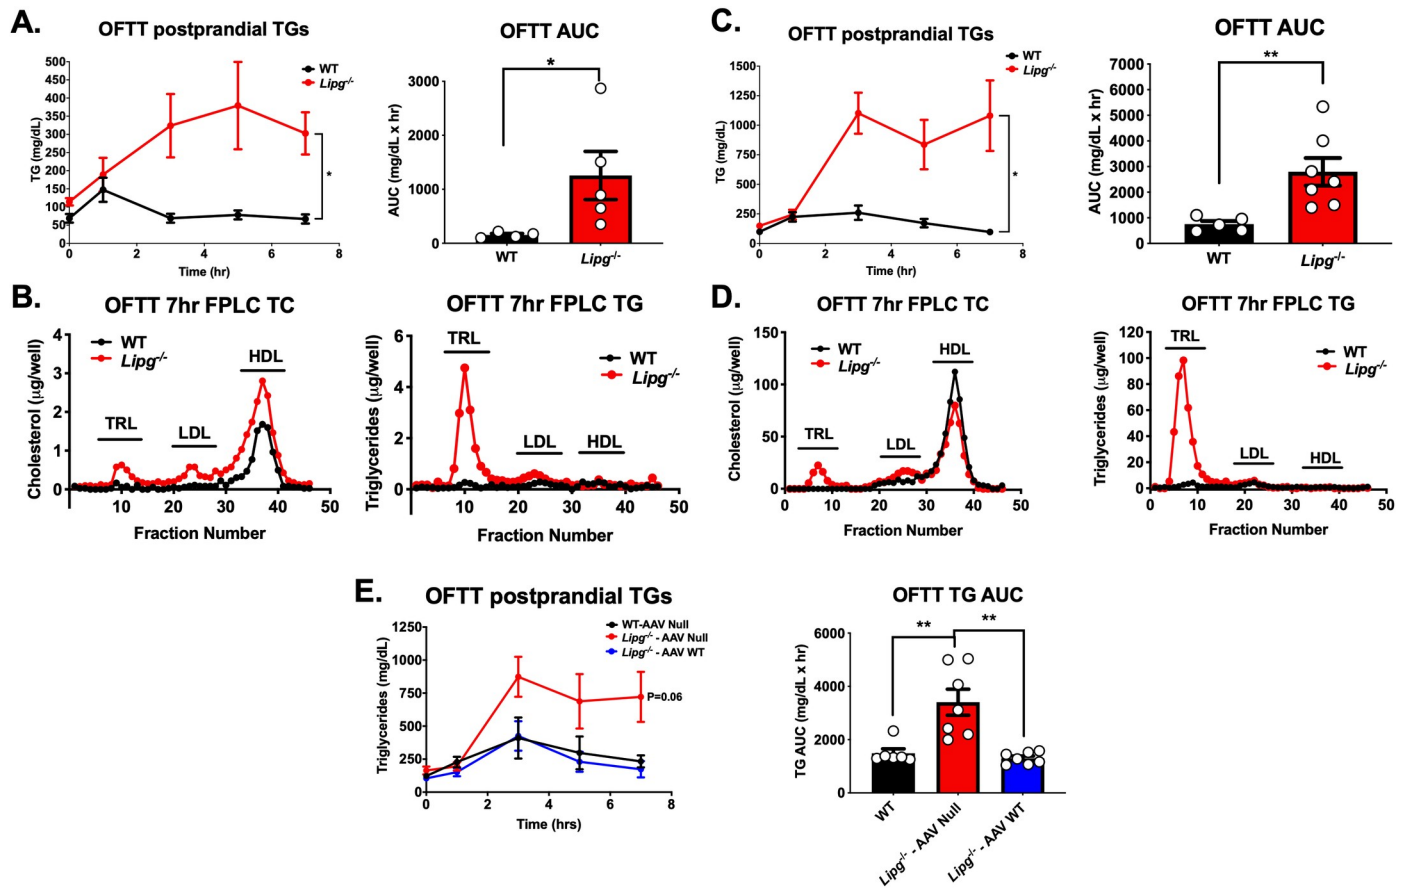 A.
OFTT postprandial TGs
TG (mg/dL)
500
450
400
350
300
250
200
150
100
50
0
0 2 4 6 8
Time (hr)
WT
Lipg-/-
*
OFTT AUC
AUC (mg/dL x hr)
3000
2000
1000
0
*
WT Lipg-/-
C.
OFTT postprandial TGs
TG (mg/dL)
1500
1250
1000
750
500
250
0
0 2 4 6 8
Time (hr)
WT
Lipg-/-
*
OFTT AUC
AUC (mg/dL x hr)
7000
6000
5000
4000
3000
2000
1000
0
**
WT Lipg-/-
B.
OFTT 7hr FPLC TC
Cholesterol (µg/well)
4
3
2
1
0
WT
Lipg-/-
TRL
LDL
HDL
10 20 30 40 50
Fraction Number
OFTT 7hr FPLC TG
Triglycerides (µg/well)
6
4
2
0
TRL
LDL
HDL
WT
Lipg-/-
10 20 30 40 50
Fraction Number
D.
OFTT 7hr FPLC TC
Cholesterol (µg/well)
150
100
50
0
WT
Lipg-/-
TRL
LDL
HDL
0 10 20 30 40 50
Fraction Number
OFTT 7hr FPLC TG
Triglycerides (µg/well)
120
100
80
60
40
20
0
TRL
LDL
HDL
WT
Lipg-/-
0 10 20 30 40 50
Fraction Number
E.
OFTT postprandial TGs
Triglycerides (mg/dL)
1250
1000
750
500
250
0
0 2 4 6 8
Time (hrs)
WT-AAV Null
Lipg-/- - AAV Null
Lipg-/- - AAV WT
P=0.06
OFTT TG AUC
TG AUC (mg/dL x hr)
6000
4000
2000
0
** **
WT
Lipg-/- - AAV Null
Lipg-/- - AAV WT